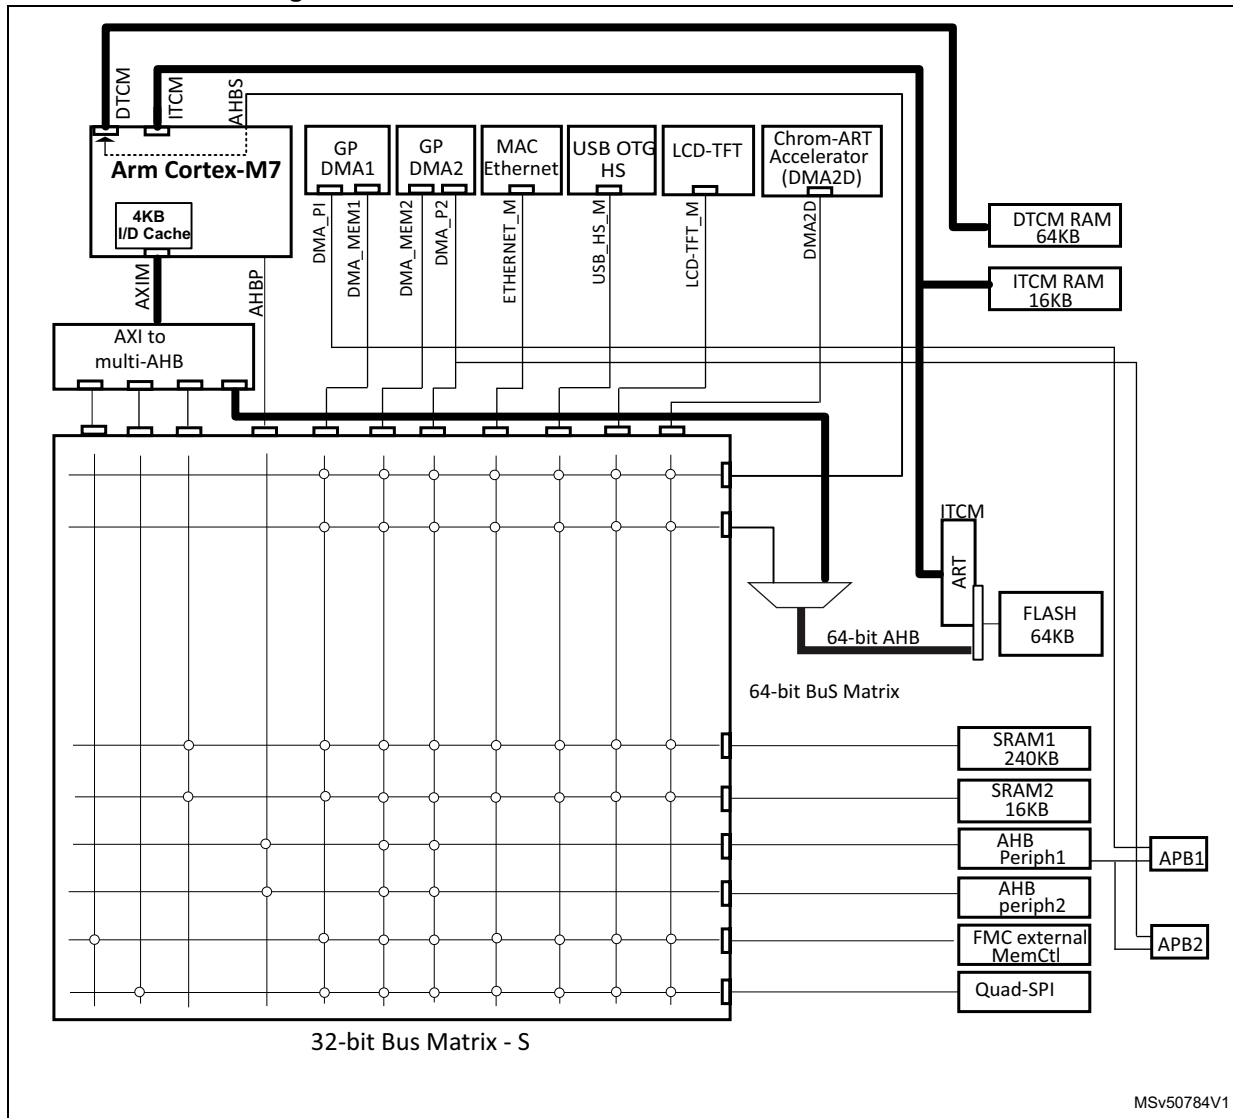 DTCM
ITCM
AHBS
Arm Cortex-M7
4KB
I/D Cache
AXIM
AHBP
GP
DMA1
GP
DMA2
MAC
Ethernet
USB OTG
HS
LCD-TFT
Chrom-ART
Accelerator
(DMA2D)
DMA_PI
DMA_MEM1
DMA_MEM2
DMA_P2
ETHERNET_M
USB_HS_M
LCD-TFT_M
DMA2D
DTCM RAM
64KB
ITCM RAM
16KB
AXI to
multi-AHB
ITCM
ART
FLASH
64KB
64-bit AHB
64-bit BuS Matrix
SRAM1
240KB
SRAM2
16KB
AHB
Periph1
APB1
AHB
periph2
FMC external
MemCtl
APB2
Quad-SPI
32-bit Bus Matrix - S
MSv50784V1